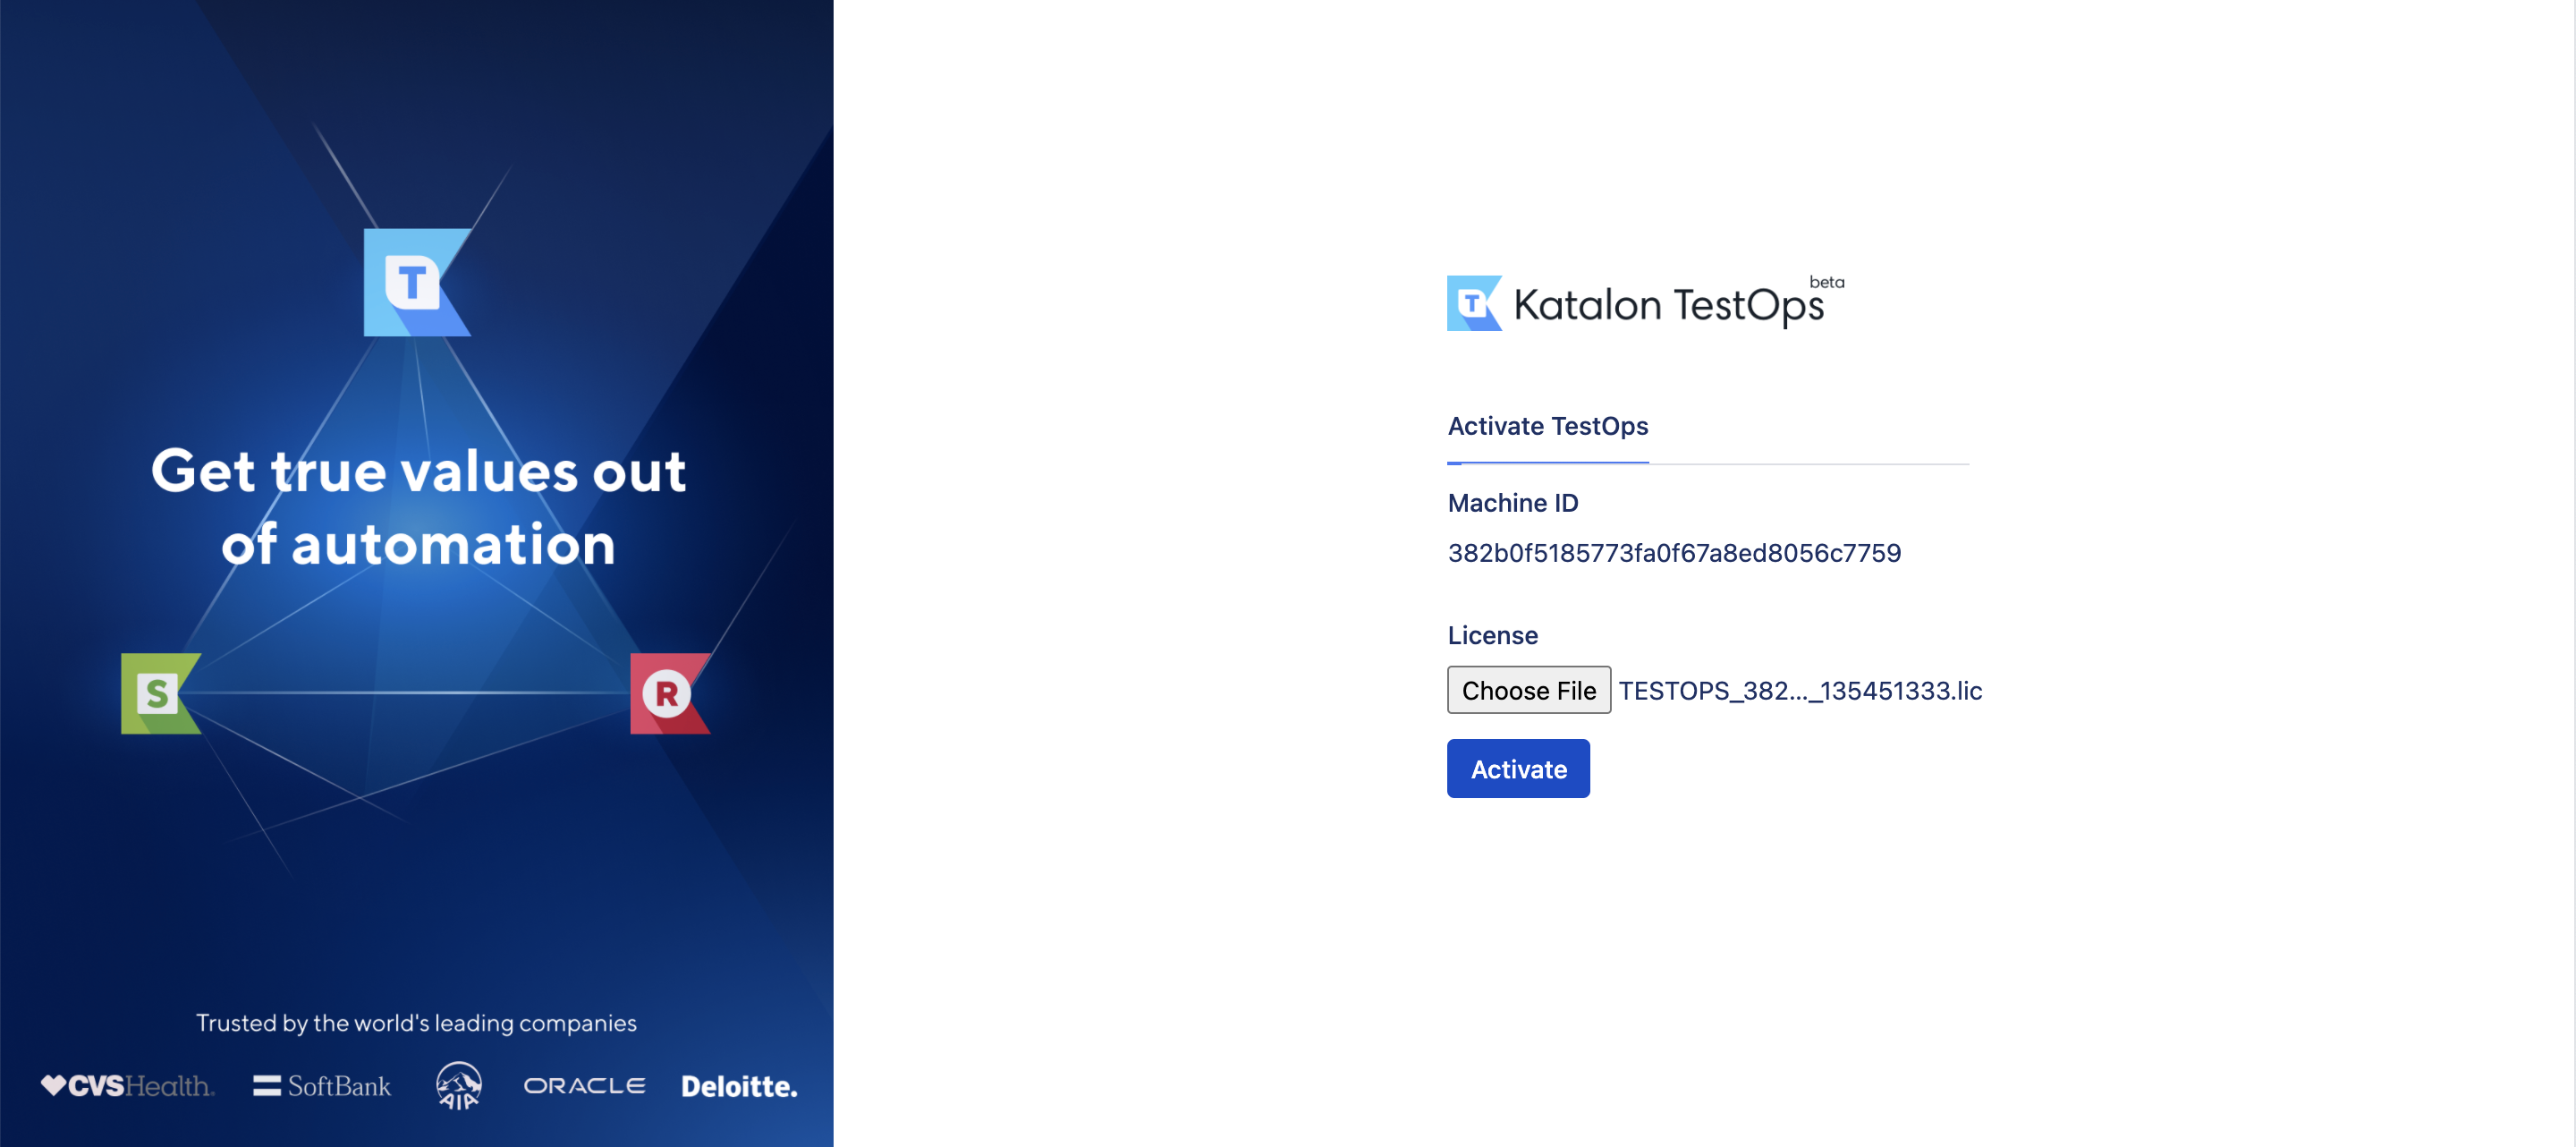 T
Get true values out
of automation
S
R
Trusted by the world's leading companies
CVSHealth.
SoftBank
AIA
ORACLE
Deloitte.
T
Katalon TestOps beta
Activate TestOps
Machine ID
382b0f5185773fa0f67a8ed8056c7759
License
Choose File TESTOPS_382..._135451333.lic
Activate